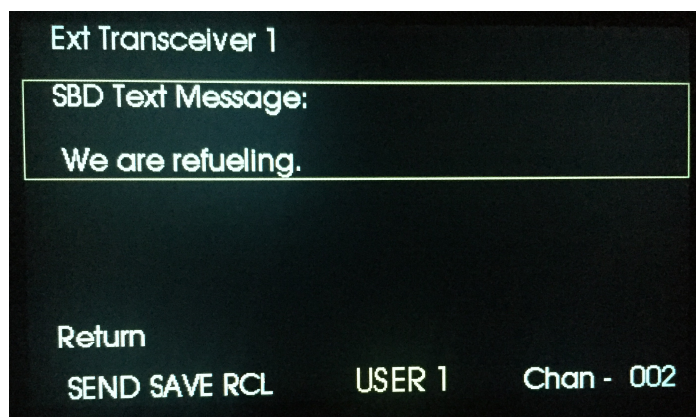 Ext Transceiver 1
SBD Text Message:
We are refueling.
Return
SEND SAVE RCL USER 1 Chan - 002